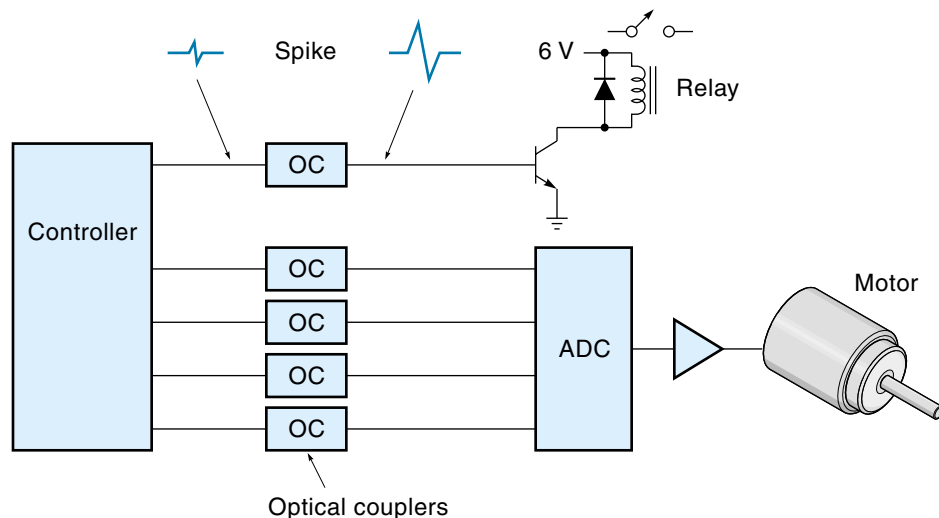 Spike
6 V
Relay
OC
Controller
OC
Motor
OC
ADC
OC
OC
Optical couplers